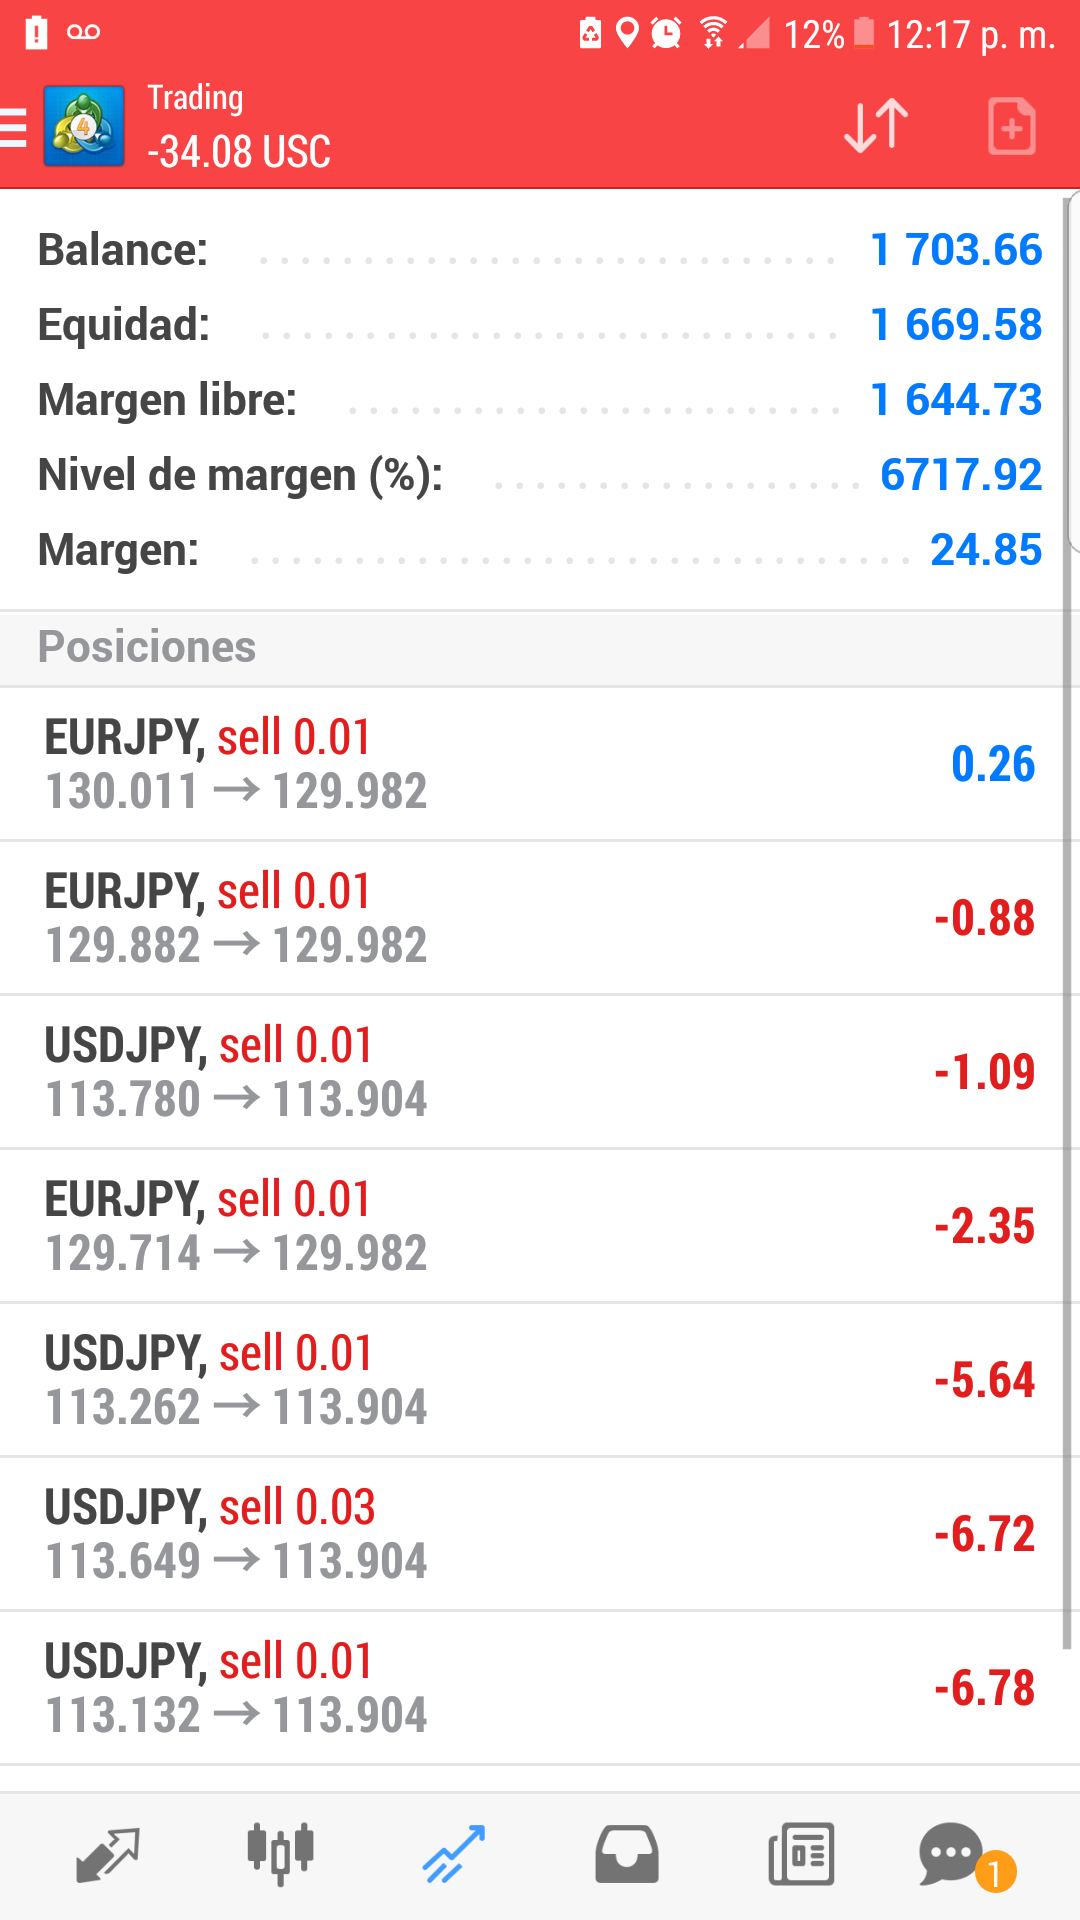 12% 12:17 p. m.
Trading
-34.08 USC
4
Balance: 1 703.66
Equidad: 1 669.58
Margen libre: 1 644.73
Nivel de margen (%): 6717.92
Margen: 24.85
Posiciones
EURJPY, sell 0.01
130.011 → 129.982 0.26
EURJPY, sell 0.01
129.882 → 129.982 -0.88
USDJPY, sell 0.01
113.780 → 113.904 -1.09
EURJPY, sell 0.01
129.714 → 129.982 -2.35
USDJPY, sell 0.01
113.262 → 113.904 -5.64
USDJPY, sell 0.03
113.649 → 113.904 -6.72
USDJPY, sell 0.01
113.132 → 113.904 -6.78
1